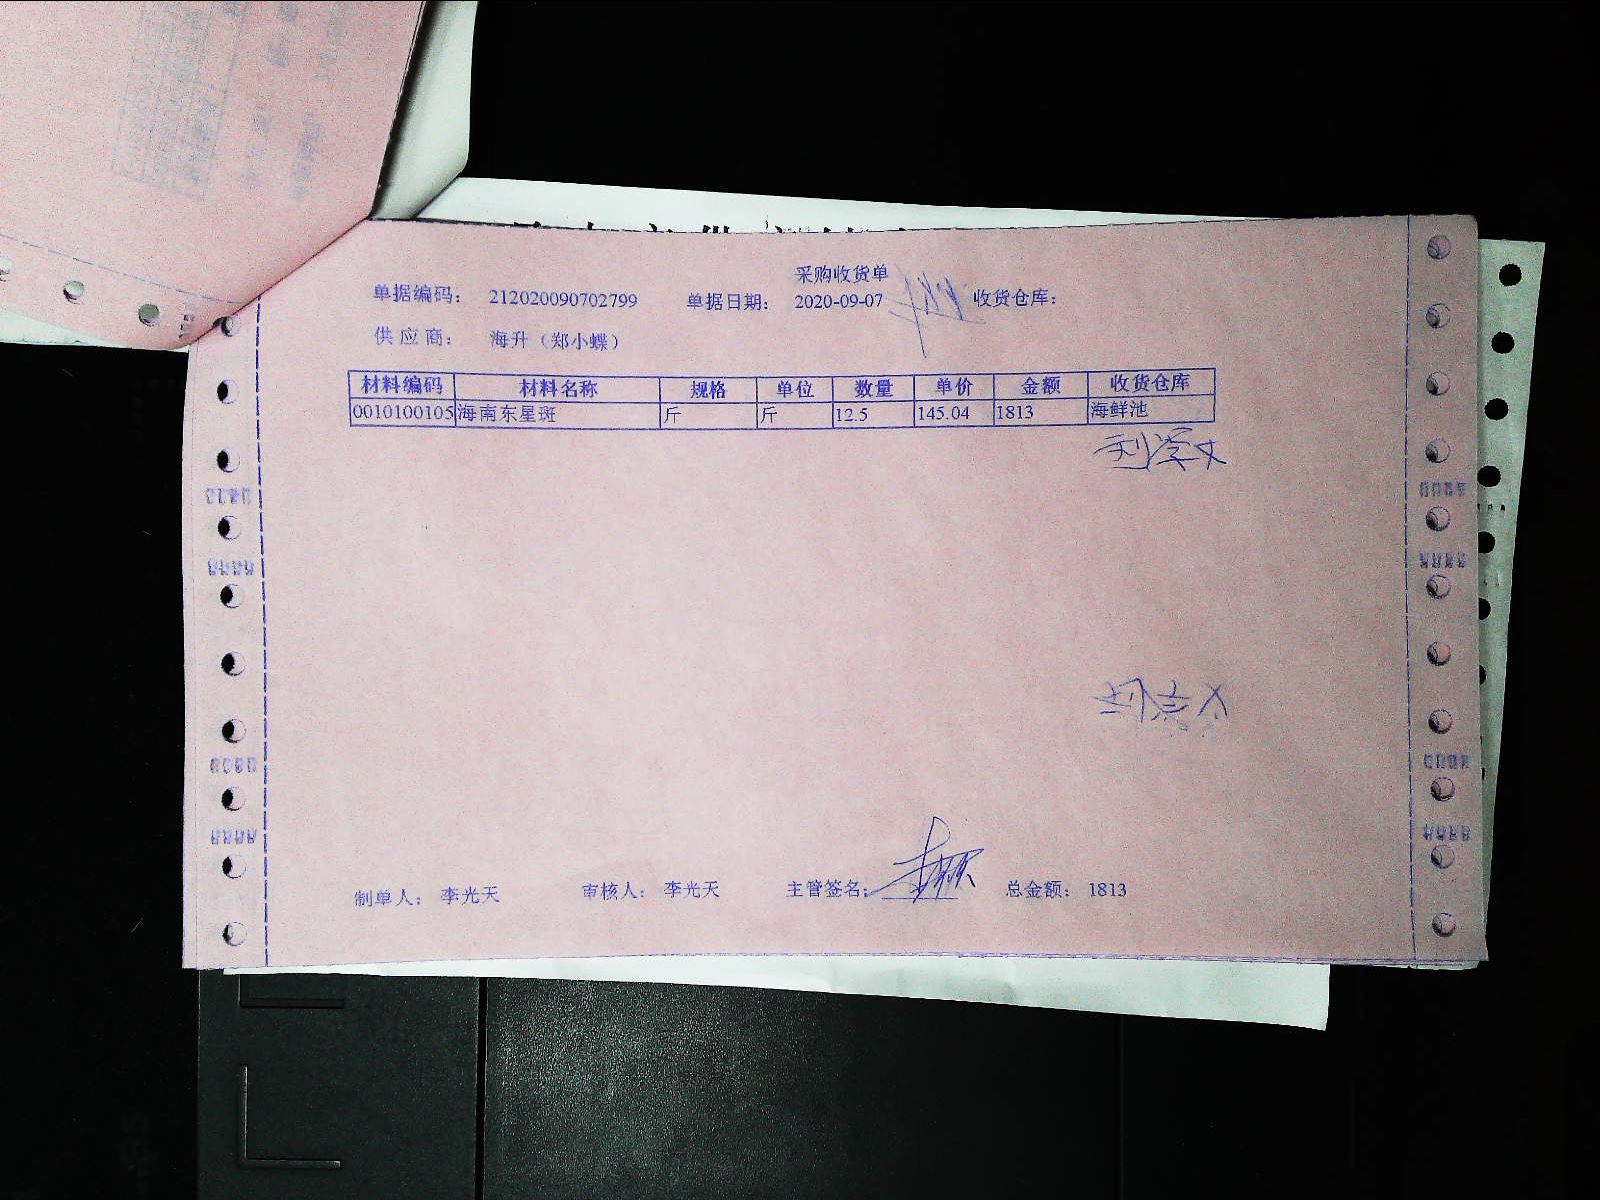 采购收货单
单据编码： 212020090702799 单据日期： 2020-09-07 收货仓库：
供应商： 海升（郑小蝶）
材料编码 材料名称 规格 单位 数量 单价 金额 收货仓库
0010100105 海南东星斑 斤 斤 12.5 145.04 1813 海鲜池
制单人： 李光天 审核人： 李光天 主管签名： 总金额： 1813